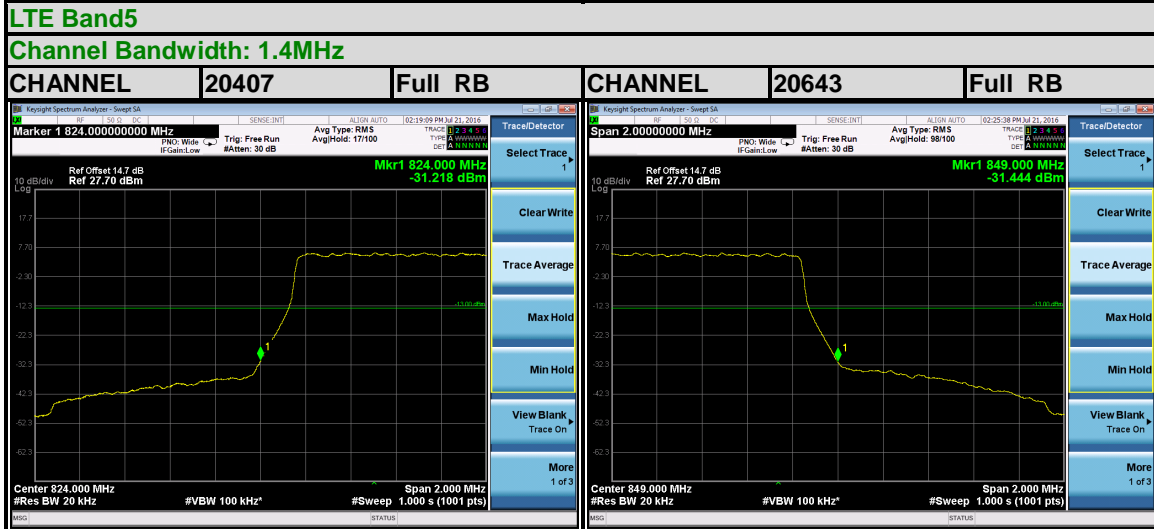 LTE Band5
Channel Bandwidth: 1.4MHz
CHANNEL 20407 Full RB CHANNEL 20643 Full RB
Keysight Spectrum Analyzer - Swept SA
RF 50 Ω DC SENSE:INT ALIGN AUTO 02:19:09 PM Jul 21, 2016
Marker 1 824.000000000 MHz
PNO: Wide
IFGain:Low
Trig: Free Run
#Atten: 30 dB
Avg Type: RMS
Avg|Hold: 17/100
TRACE 1 2 3 4 5 6
TYPE A WWWWW
DET A N N N N N
Mkr1 824.000 MHz
-31.218 dBm
Ref Offset 14.7 dB
10 dB/div Ref 27.70 dBm
Log
17.7
7.70
-2.30
-12.3
-13.00 dBm
-22.3
-32.3
-42.3
-52.3
-62.3
1
Center 824.000 MHz Span 2.000 MHz
#Res BW 20 kHz #VBW 100 kHz* #Sweep 1.000 s (1001 pts)
MSG STATUS
Trace/Detector
Select Trace
1
Clear Write
Trace Average
Max Hold
Min Hold
View Blank
Trace On
More
1 of 3
Keysight Spectrum Analyzer - Swept SA
RF 50 Ω DC SENSE:INT ALIGN AUTO 02:25:38 PM Jul 21, 2016
Span 2.00000000 MHz
PNO: Wide
IFGain:Low
Trig: Free Run
#Atten: 30 dB
Avg Type: RMS
Avg|Hold: 98/100
TRACE 1 2 3 4 5 6
TYPE A WWWWW
DET A N N N N N
Mkr1 849.000 MHz
-31.444 dBm
Ref Offset 14.7 dB
10 dB/div Ref 27.70 dBm
Log
17.7
7.70
-2.30
-12.3
-13.00 dBm
-22.3
-32.3
-42.3
-52.3
-62.3
1
Center 849.000 MHz Span 2.000 MHz
#Res BW 20 kHz #VBW 100 kHz* #Sweep 1.000 s (1001 pts)
MSG STATUS
Trace/Detector
Select Trace
1
Clear Write
Trace Average
Max Hold
Min Hold
View Blank
Trace On
More
1 of 3